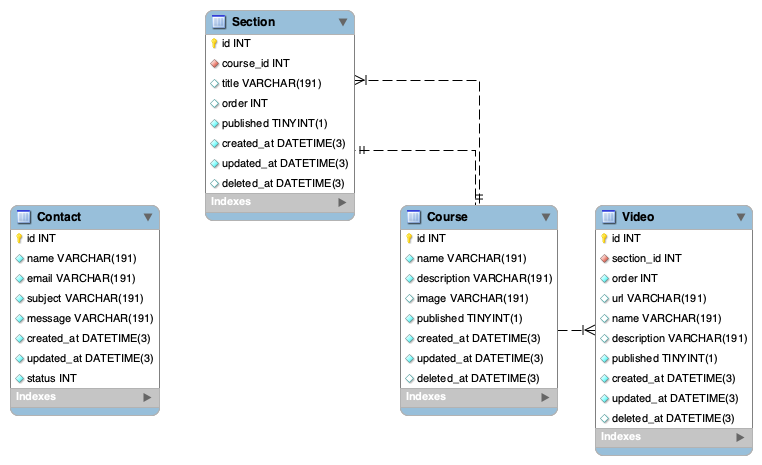 Section
id INT
course_id INT
title VARCHAR(191)
order INT
published TINYINT(1)
created_at DATETIME(3)
updated_at DATETIME(3)
deleted_at DATETIME(3)
Indexes
Contact
id INT
name VARCHAR(191)
email VARCHAR(191)
subject VARCHAR(191)
message VARCHAR(191)
created_at DATETIME(3)
updated_at DATETIME(3)
status INT
Indexes
Course
id INT
name VARCHAR(191)
description VARCHAR(191)
image VARCHAR(191)
published TINYINT(1)
created_at DATETIME(3)
updated_at DATETIME(3)
deleted_at DATETIME(3)
Indexes
Video
id INT
section_id INT
order INT
url VARCHAR(191)
name VARCHAR(191)
description VARCHAR(191)
published TINYINT(1)
created_at DATETIME(3)
updated_at DATETIME(3)
deleted_at DATETIME(3)
Indexes